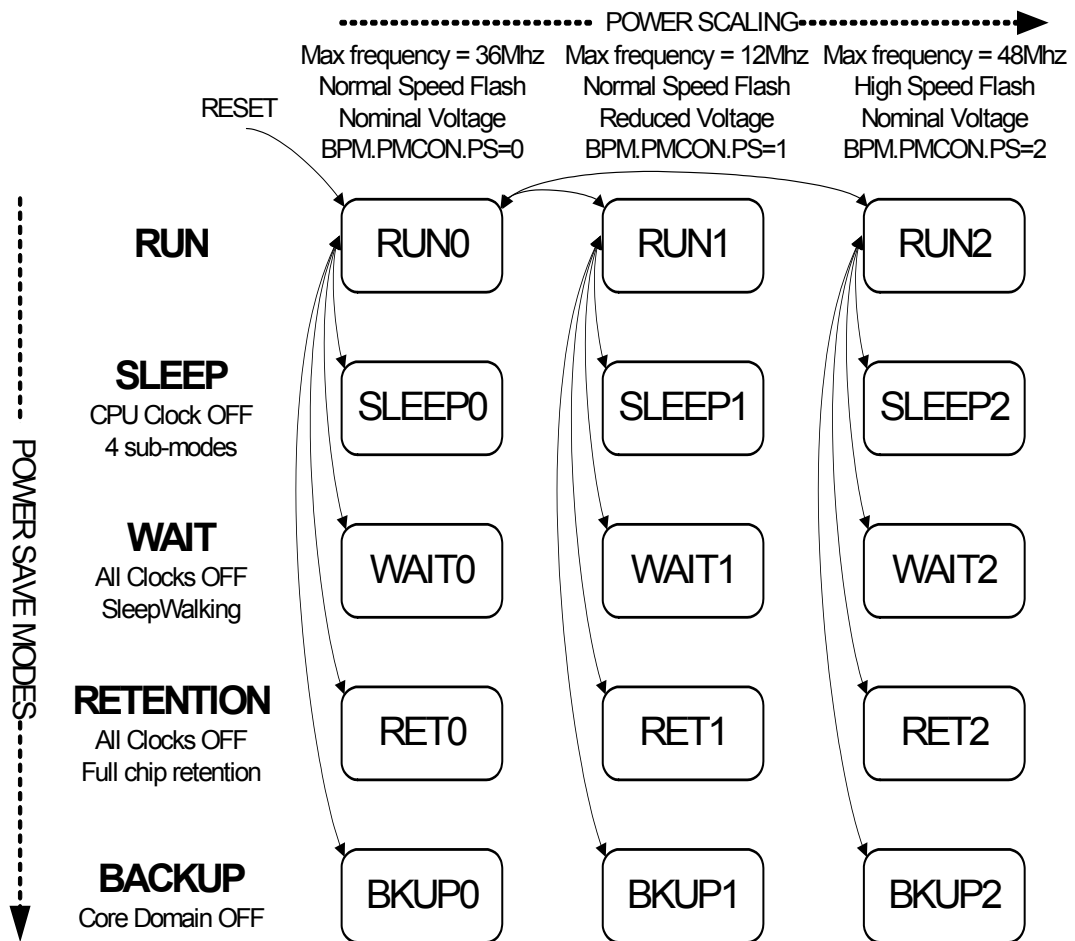 POWER SCALING
Max frequency = 36Mhz
Normal Speed Flash
Nominal Voltage
BPM.PMCON.PS=0
Max frequency = 12Mhz
Normal Speed Flash
Reduced Voltage
BPM.PMCON.PS=1
Max frequency = 48Mhz
High Speed Flash
Nominal Voltage
BPM.PMCON.PS=2
RESET
POWER SAVE MODES
RUN
RUN0
RUN1
RUN2
SLEEP
CPU Clock OFF
4 sub-modes
SLEEP0
SLEEP1
SLEEP2
WAIT
All Clocks OFF
SleepWalking
WAIT0
WAIT1
WAIT2
RETENTION
All Clocks OFF
Full chip retention
RET0
RET1
RET2
BACKUP
Core Domain OFF
BKUP0
BKUP1
BKUP2